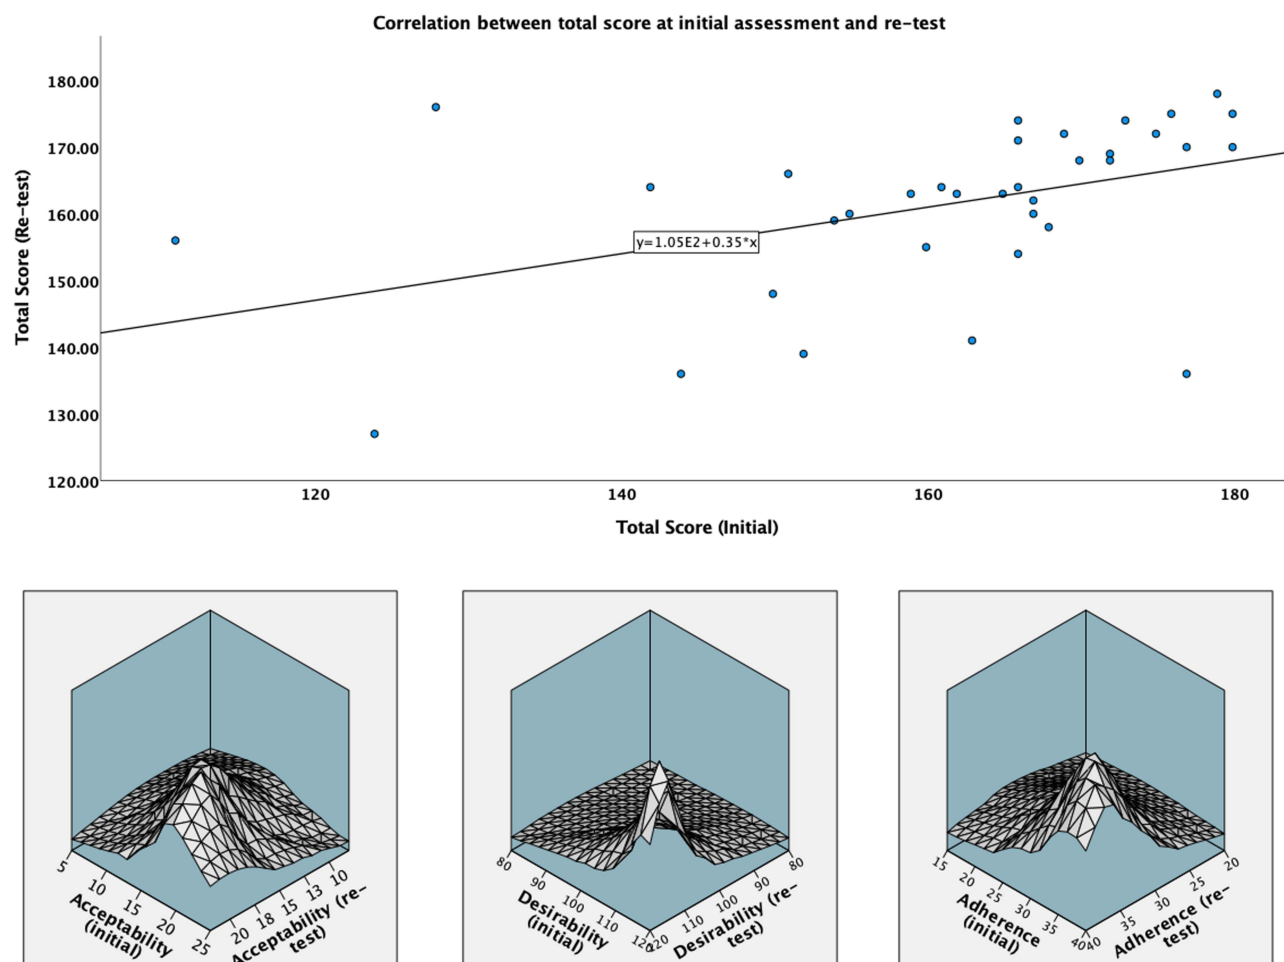 Correlation between total score at initial assessment and re-test
180.00
170.00
160.00
150.00
140.00
130.00
120.00
Total Score (Re-test)
y=1.05E2+0.35*x
120
140
160
180
Total Score (Initial)
5
10
15
20
25
Acceptability
(initial)
20
18
15
13
10
Acceptability (re-
test)
80
90
100
110
120
Desirability
(initial)
120
110
100
90
80
Desirability (re-
test)
15
20
25
30
35
40
Adherence
(initial)
40
35
30
25
20
Adherence (re-
test)